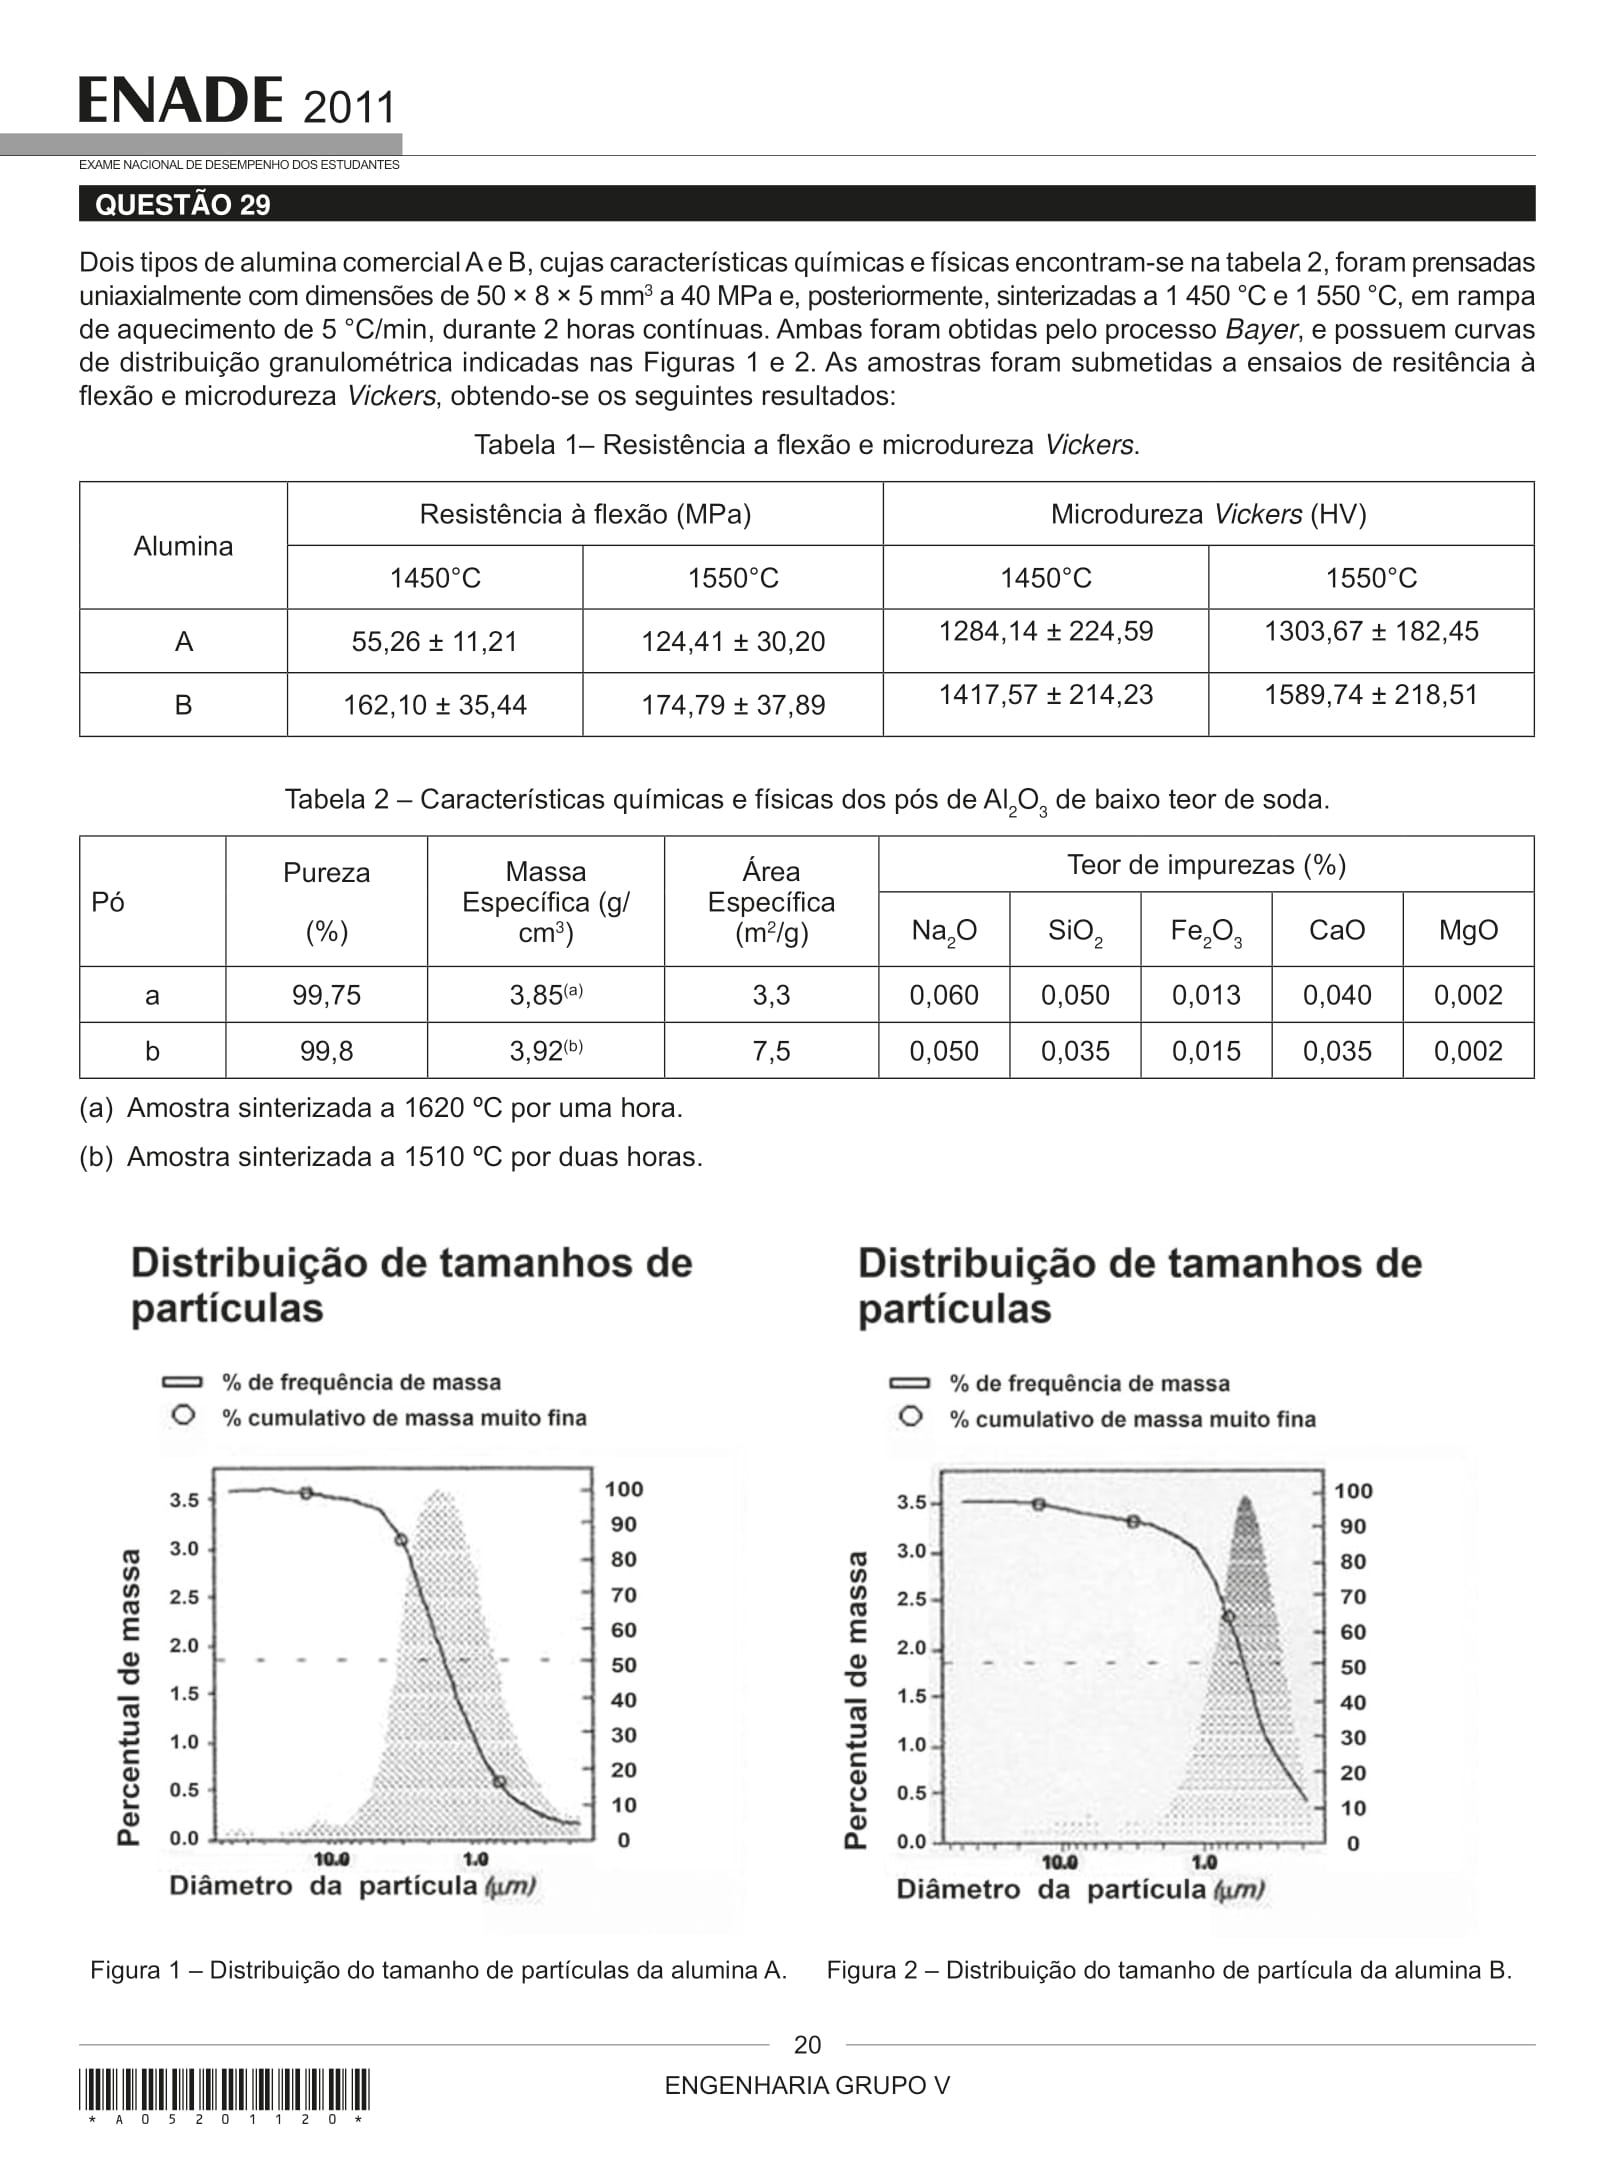 ENADE 2011
EXAME NACIONAL DE DESEMPENHO DOS ESTUDANTES
QUESTÃO 29
Dois tipos de alumina comercial A e B, cujas características químicas e físicas encontram-se na tabela 2, foram prensadas
uniaxialmente com dimensões de 50 × 8 × 5 mm³ a 40 MPa e, posteriormente, sinterizadas a 1 450 °C e 1 550 °C, em rampa
de aquecimento de 5 °C/min, durante 2 horas contínuas. Ambas foram obtidas pelo processo Bayer, e possuem curvas
de distribuição granulométrica indicadas nas Figuras 1 e 2. As amostras foram submetidas a ensaios de resitência à
flexão e microdureza Vickers, obtendo-se os seguintes resultados:
Tabela 1– Resistência a flexão e microdureza Vickers.
Alumina Resistência à flexão (MPa) Microdureza Vickers (HV)
1450°C 1550°C 1450°C 1550°C
A 55,26 ± 11,21 124,41 ± 30,20 1284,14 ± 224,59 1303,67 ± 182,45
B 162,10 ± 35,44 174,79 ± 37,89 1417,57 ± 214,23 1589,74 ± 218,51
Tabela 2 – Características químicas e físicas dos pós de Al₂O₃ de baixo teor de soda.
Pó Pureza Massa Área Teor de impurezas (%)
Específica (g/ Específica
(%) cm³) (m²/g) Na₂O SiO₂ Fe₂O₃ CaO MgO
a 99,75 3,85(a) 3,3 0,060 0,050 0,013 0,040 0,002
b 99,8 3,92(b) 7,5 0,050 0,035 0,015 0,035 0,002
(a) Amostra sinterizada a 1620 ºC por uma hora.
(b) Amostra sinterizada a 1510 ºC por duas horas.
Distribuição de tamanhos de
partículas
% de frequência de massa
% cumulativo de massa muito fina
Percentual de massa
3.5
3.0
2.5
2.0
1.5
1.0
0.5
0.0
100
90
80
70
60
50
40
30
20
10
0
10.0 1.0
Diâmetro da partícula (μm)
Figura 1 – Distribuição do tamanho de partículas da alumina A.
Distribuição de tamanhos de
partículas
% de frequência de massa
% cumulativo de massa muito fina
Percentual de massa
3.5
3.0
2.5
2.0
1.5
1.0
0.5
0.0
100
90
80
70
60
50
40
30
20
10
0
10.0 1.0
Diâmetro da partícula (μm)
Figura 2 – Distribuição do tamanho de partícula da alumina B.
20
ENGENHARIA GRUPO V
* A 0 5 2 0 1 1 2 0 *